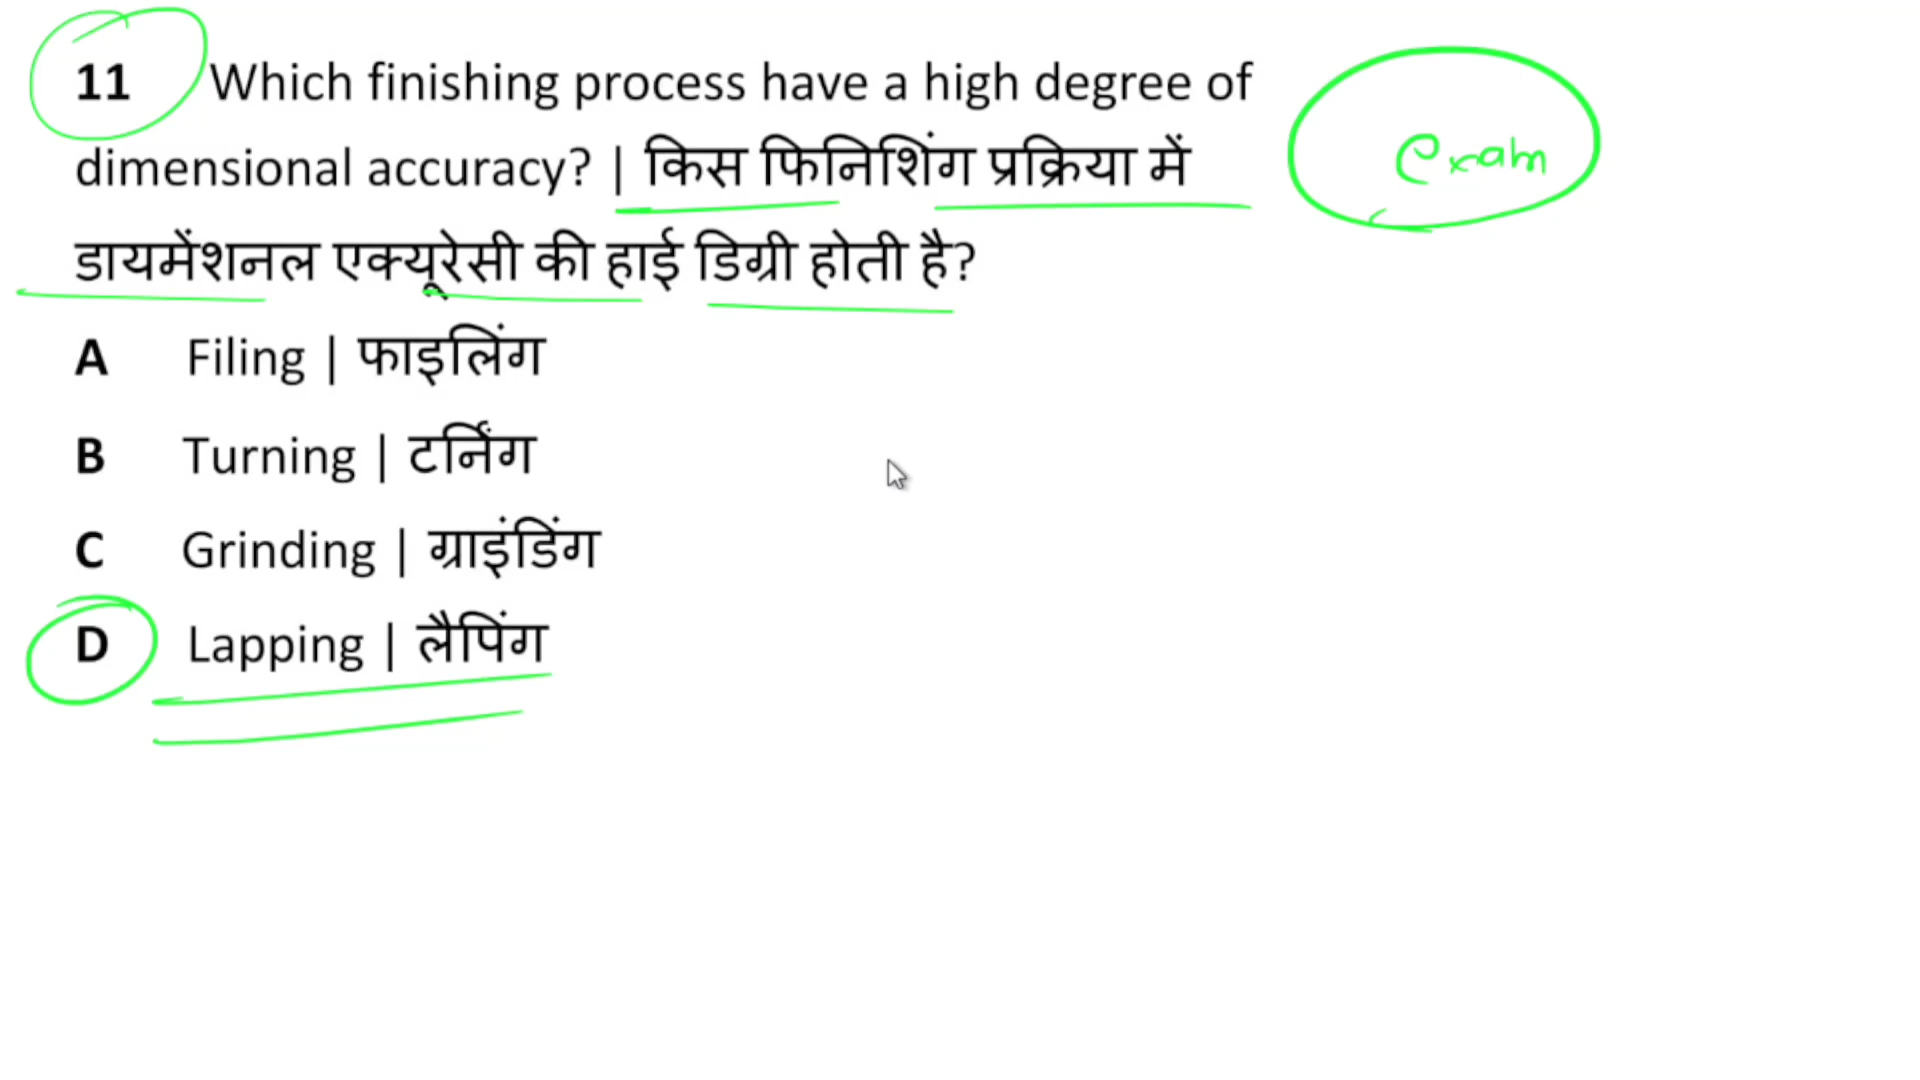 11 Which finishing process have a high degree of
dimensional accuracy? | किस फिनिशिंग प्रक्रिया में
डायमेंशनल एक्यूरेसी की हाई डिग्री होती है?
exam
A Filing | फाइलिंग
B Turning | टर्निंग
C Grinding | ग्राइंडिंग
D Lapping | लैपिंग